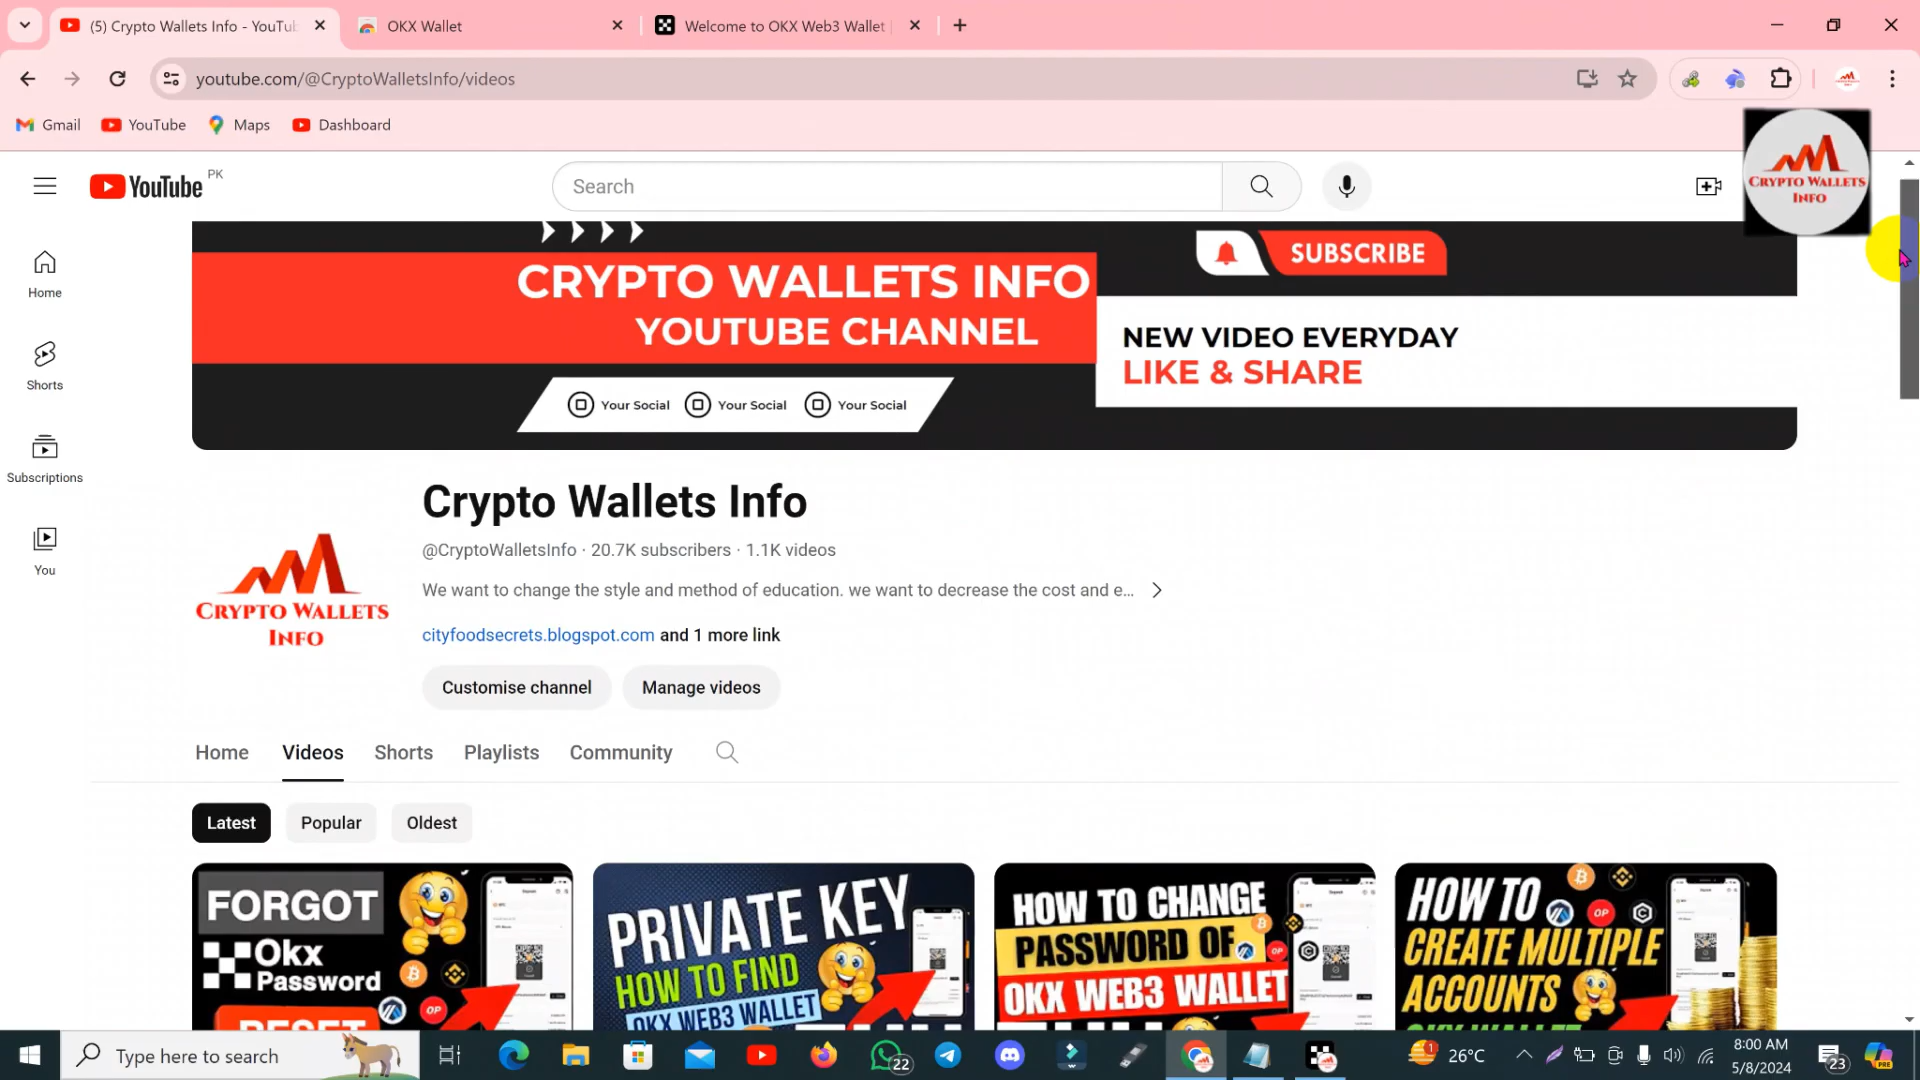 (5) Crypto Wallets Info - YouTub
OKX Wallet
Welcome to OKX Web3 Wallet
youtube.com/@CryptoWalletsInfo/videos
Gmail
YouTube
Maps
Dashboard
YouTube PK
Search
CRYPTO WALLETS
INFO
SUBSCRIBE
CRYPTO WALLETS INFO
YOUTUBE CHANNEL
NEW VIDEO EVERYDAY
LIKE & SHARE
Your Social
Your Social
Your Social
Home
Shorts
Subscriptions
You
CRYPTO WALLETS
INFO
Crypto Wallets Info
@CryptoWalletsInfo · 20.7K subscribers · 1.1K videos
We want to change the style and method of education. we want to decrease the cost and e...
cityfoodsecrets.blogspot.com and 1 more link
Customise channel
Manage videos
Home
Videos
Shorts
Playlists
Community
Latest
Popular
Oldest
FORGOT
Okx
Password
RESET
PRIVATE KEY
HOW TO FIND
OKX WEB3 WALLET
HOW TO CHANGE
PASSWORD OF
OKX WEB3 WALLET
HOW TO
CREATE MULTIPLE
ACCOUNTS
OKX WALLET
Type here to search
22
1
26°C
8:00 AM
5/8/2024
23
PRE